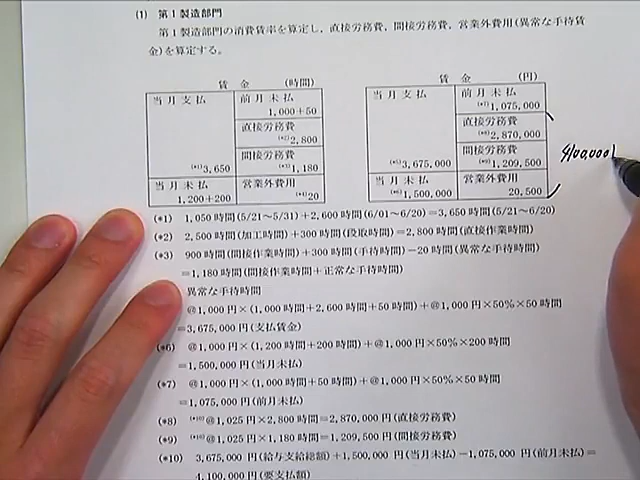 (1) 第1製造部門
第1製造部門の消費賃率を算定し，直接労務費，間接労務費，営業外費用(異常な手待賃
金)を算定する。
賃 金 (時間)
当月支払 前月未払
1,000+50
直接労務費
(*2)2,800
間接労務費
(*1)3,650 (*3)1,180
当月未払 営業外費用
1,200+200 (*4)20
賃 金 (円)
当月支払 前月未払
(*7)1,075,000
直接労務費
(*8)2,870,000
間接労務費
(*5)3,675,000 (*9)1,209,500
当月未払 営業外費用
(*6)1,500,000 20,500
4,100,000
(*1) 1,050時間(5/21～5/31)+2,600時間(6/01～6/20)=3,650時間(5/21～6/20)
(*2) 2,500時間(加工時間)+300時間(段取時間)=2,800時間(直接作業時間)
(*3) 900時間(間接作業時間)+300時間(手待時間)-20時間(異常な手待時間)
=1,180時間(間接作業時間+正常な手待時間)
異常な手待時間
@1,000円×(1,000時間+2,600時間+50時間)+@1,000円×50%×50時間
=3,675,000円(支払賃金)
(*6) @1,000円×(1,200時間+200時間)+@1,000円×50%×200時間
=1,500,000円(当月未払)
(*7) @1,000円×(1,000時間+50時間)+@1,000円×50%×50時間
=1,075,000円(前月未払)
(*8) (*10)@1,025円×2,800時間=2,870,000円(直接労務費)
(*9) (*10)@1,025円×1,180時間=1,209,500円(間接労務費)
(*10) 3,675,000円(給与支給総額)+1,500,000円(当月未払)-1,075,000円(前月未払)=
4,100,000円(要支払額)